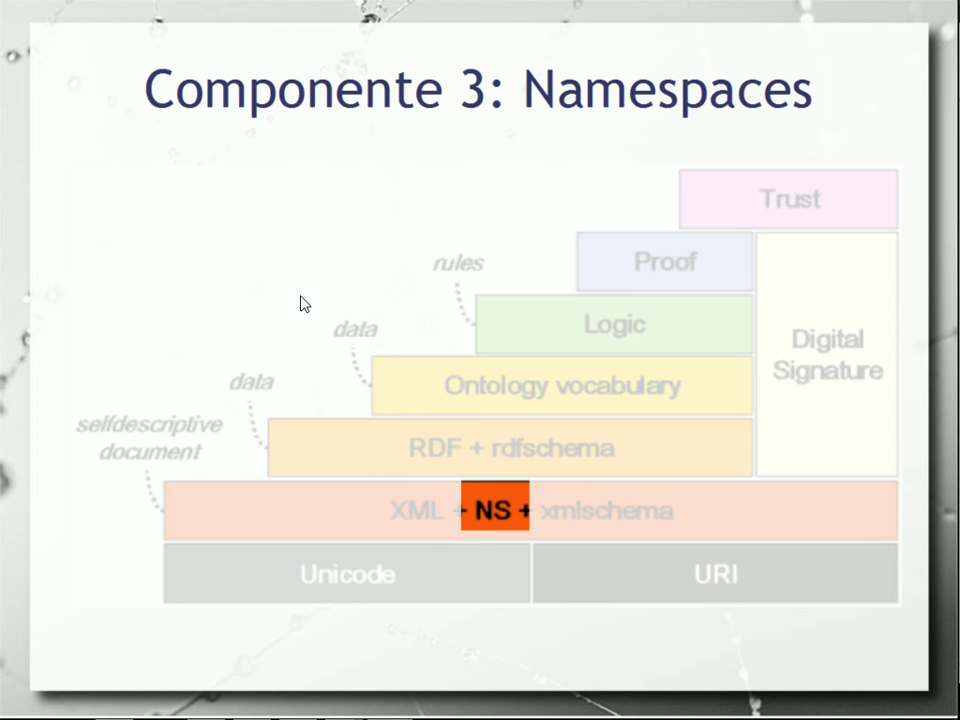 Componente 3: Namespaces
Trust
rules
Proof
data
Logic
Digital
Signature
data
Ontology vocabulary
selfdescriptive
document
RDF + rdfschema
XML + NS + xmlschema
Unicode
URI